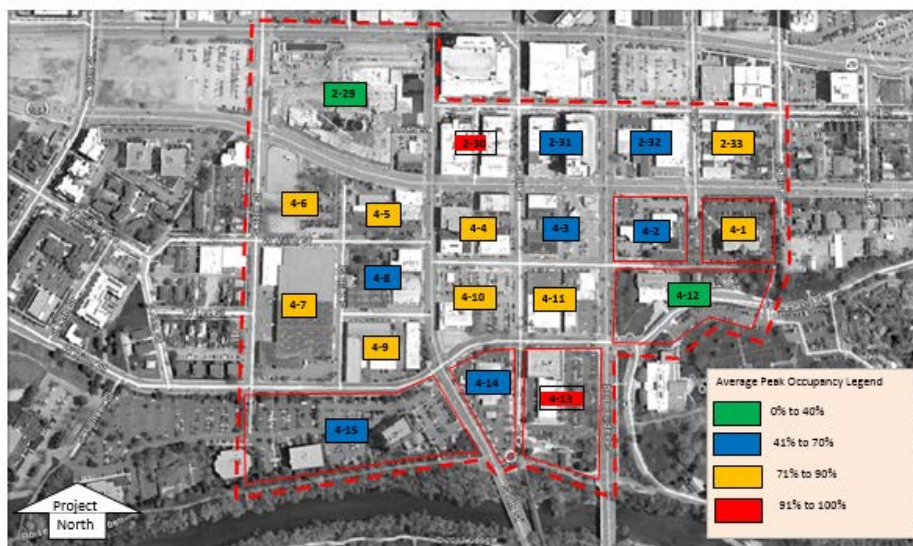 2-29
2-30
2-31
2-32
2-33
4-6
4-5
4-4
4-3
4-2
4-1
4-8
4-7
4-10
4-11
4-12
4-9
4-14
4-13
4-15
Average Peak Occupancy Legend
0% to 40%
41% to 70%
71% to 90%
91% to 100%
Project
North